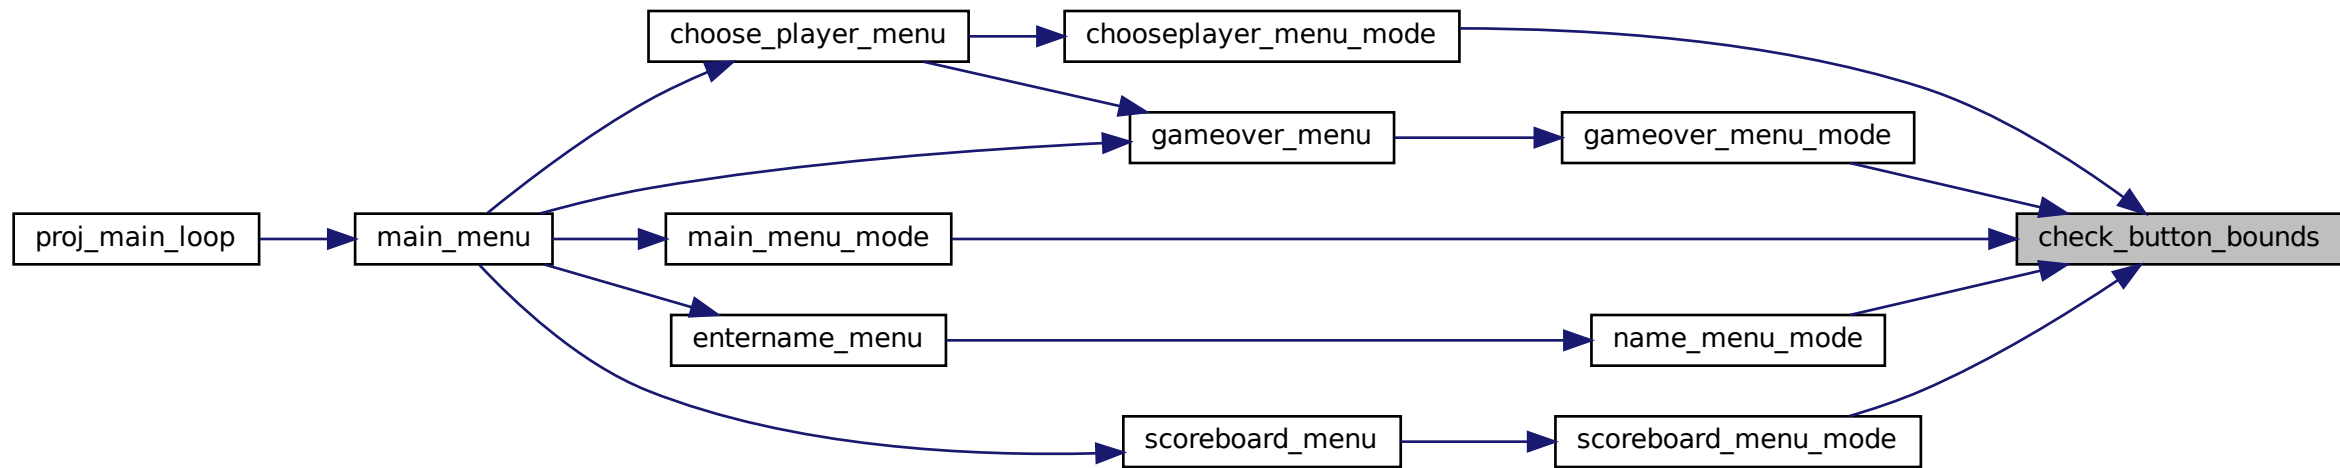 choose_player_menu
chooseplayer_menu_mode
gameover_menu
gameover_menu_mode
proj_main_loop
main_menu
main_menu_mode
check_button_bounds
entername_menu
name_menu_mode
scoreboard_menu
scoreboard_menu_mode